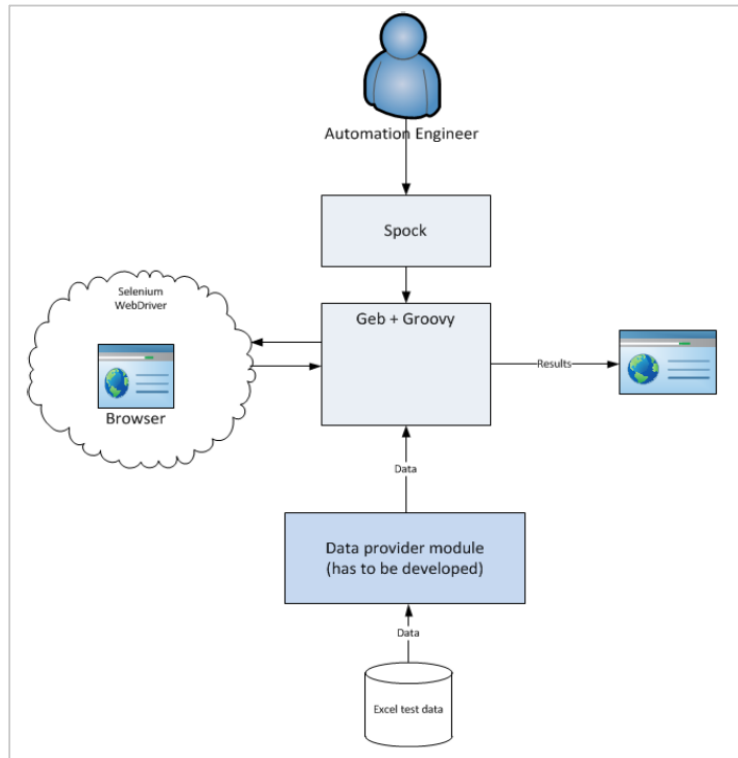 Automation Engineer
Spock
Selenium
WebDriver
Geb + Groovy
Browser
Results
Data
Data provider module
(has to be developed)
Data
Excel test data